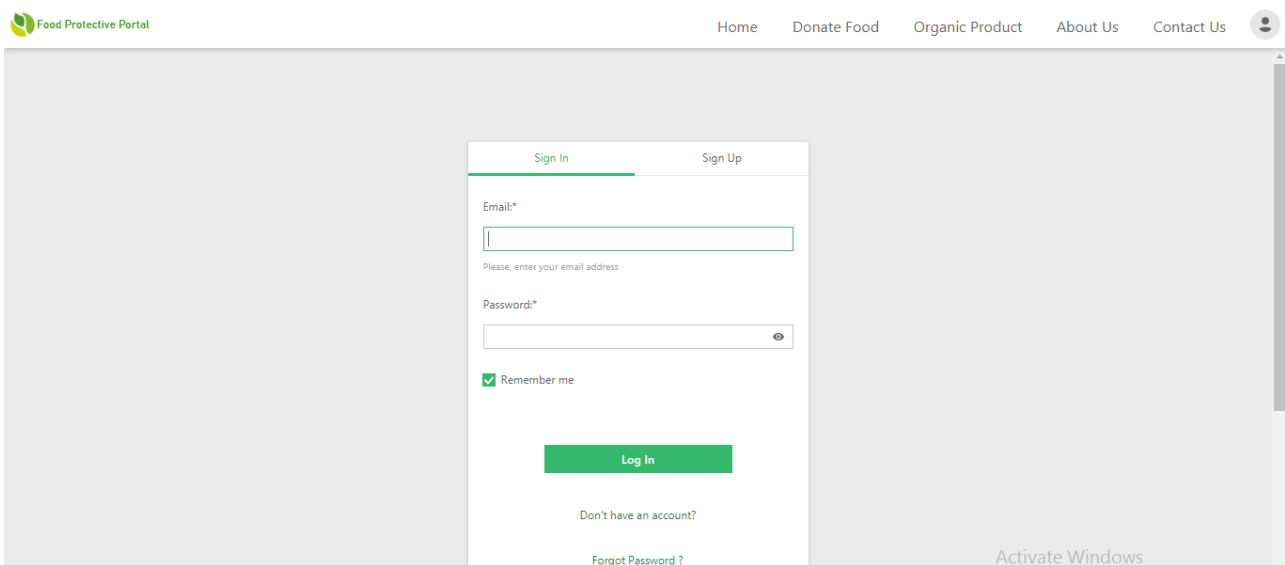 Food Protective Portal
Home Donate Food Organic Product About Us Contact Us
Sign In Sign Up
Email:*
Please, enter your email address
Password:*
Remember me
Log In
Don't have an account?
Forgot Password ?
Activate Windows